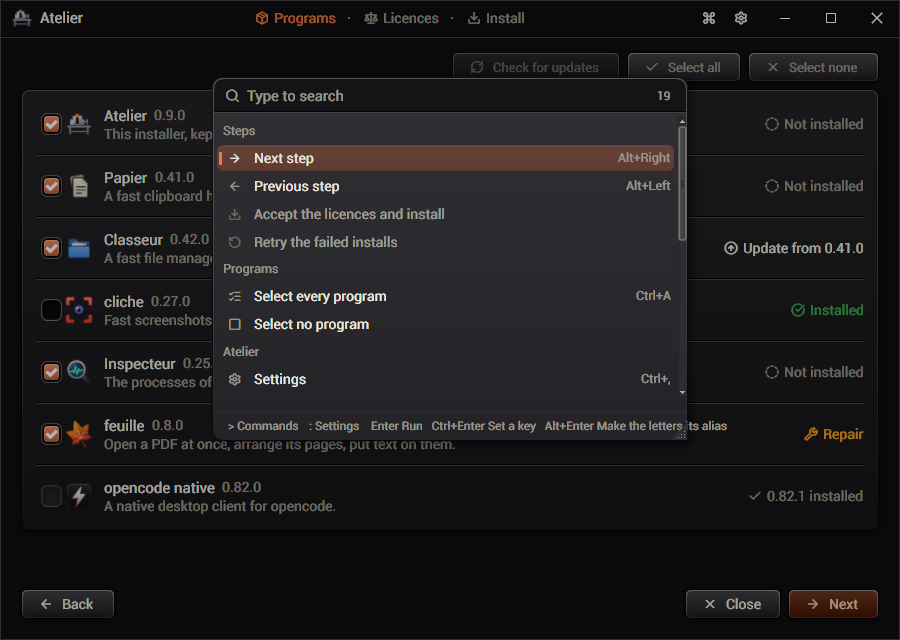 Atelier
Programs · Licences · Install
Check for updates
Select all
Select none
Type to search
19
Steps
Next step Alt+Right
Previous step Alt+Left
Accept the licences and install
Retry the failed installs
Programs
Select every program Ctrl+A
Select no program
Atelier
Settings Ctrl+,
> Commands : Settings Enter Run Ctrl+Enter Set a key Alt+Enter Make the letters its alias
Atelier 0.9.0
This installer, kep
Not installed
Papier 0.41.0
A fast clipboard h
Not installed
Classeur 0.42.0
A fast file manage
Update from 0.41.0
cliche 0.27.0
Fast screenshots
Installed
Inspecteur 0.25.
The processes of
Not installed
feuille 0.8.0
Open a PDF at once, arrange its pages, put text on them.
Repair
opencode native 0.82.0
A native desktop client for opencode.
0.82.1 installed
Back
Close
Next